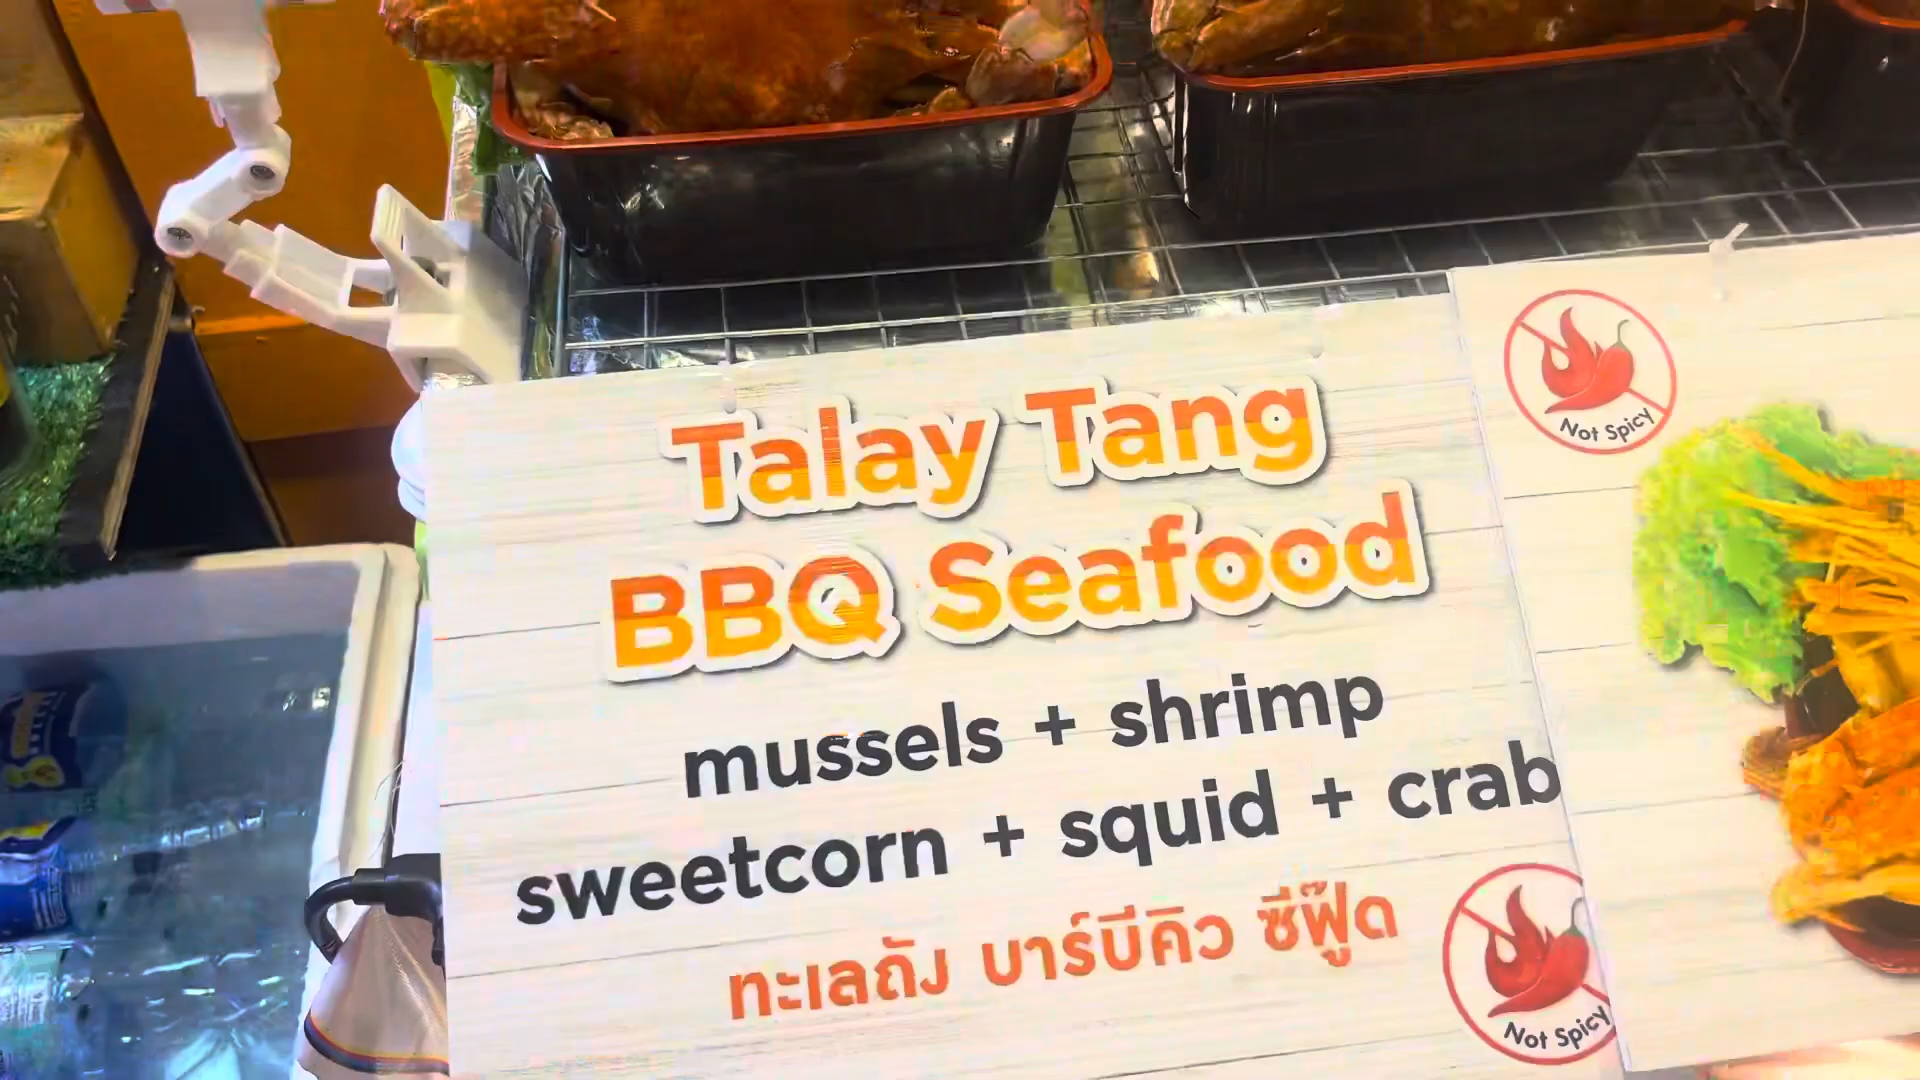 Talay Tang
BBQ Seafood
mussels + shrimp
sweetcorn + squid + crab
ทะเลถัง บาร์บีคิว ซีฟู๊ด
Not Spicy
Not Spicy